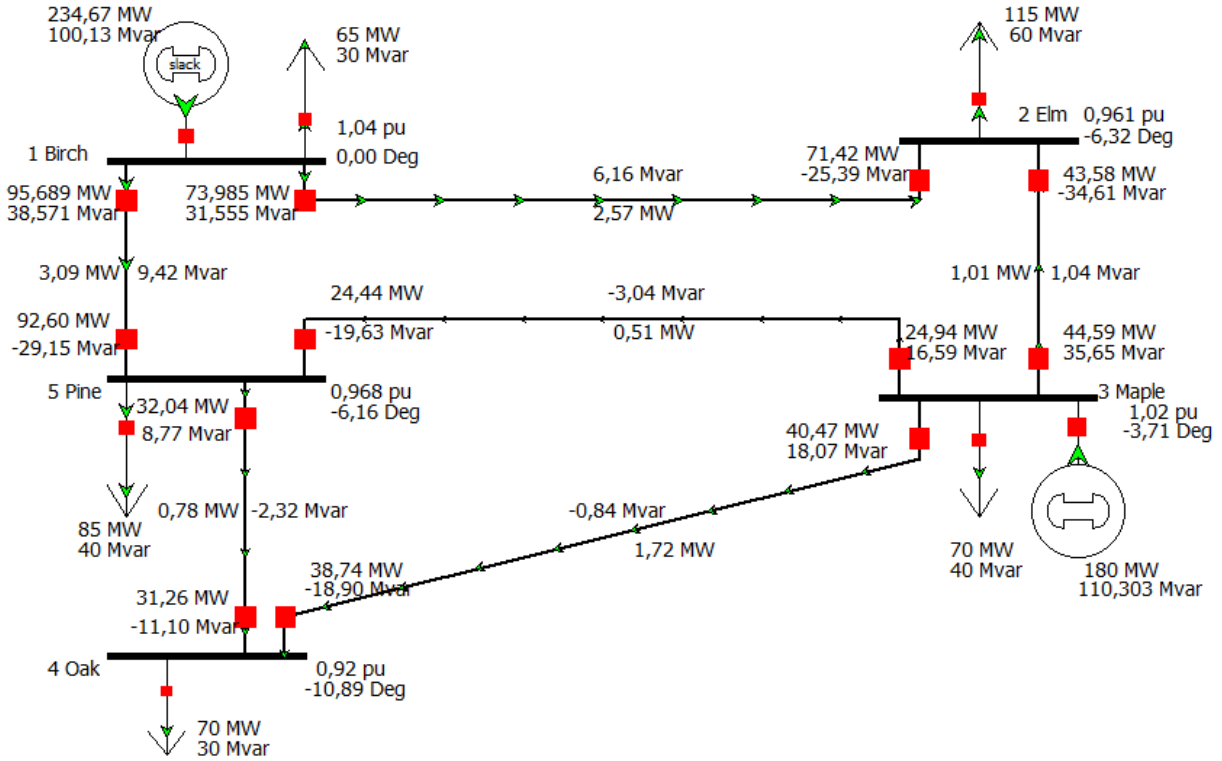 234,67 MW
100,13 Mvar
slack
65 MW
30 Mvar
115 MW
60 Mvar
1,04 pu
0,00 Deg
1 Birch
2 Elm
0,961 pu
-6,32 Deg
95,689 MW
38,571 Mvar
73,985 MW
31,555 Mvar
6,16 Mvar
2,57 MW
71,42 MW
-25,39 Mvar
43,58 MW
-34,61 Mvar
3,09 MW
9,42 Mvar
24,44 MW
-3,04 Mvar
1,01 MW
1,04 Mvar
92,60 MW
-29,15 Mvar
-19,63 Mvar
0,51 MW
24,94 MW
16,59 Mvar
44,59 MW
35,65 Mvar
5 Pine
0,968 pu
-6,16 Deg
3 Maple
1,02 pu
-3,71 Deg
32,04 MW
8,77 Mvar
40,47 MW
18,07 Mvar
0,78 MW
-2,32 Mvar
-0,84 Mvar
1,72 MW
85 MW
40 Mvar
70 MW
40 Mvar
180 MW
110,303 Mvar
38,74 MW
-18,90 Mvar
31,26 MW
-11,10 Mvar
4 Oak
0,92 pu
-10,89 Deg
70 MW
30 Mvar